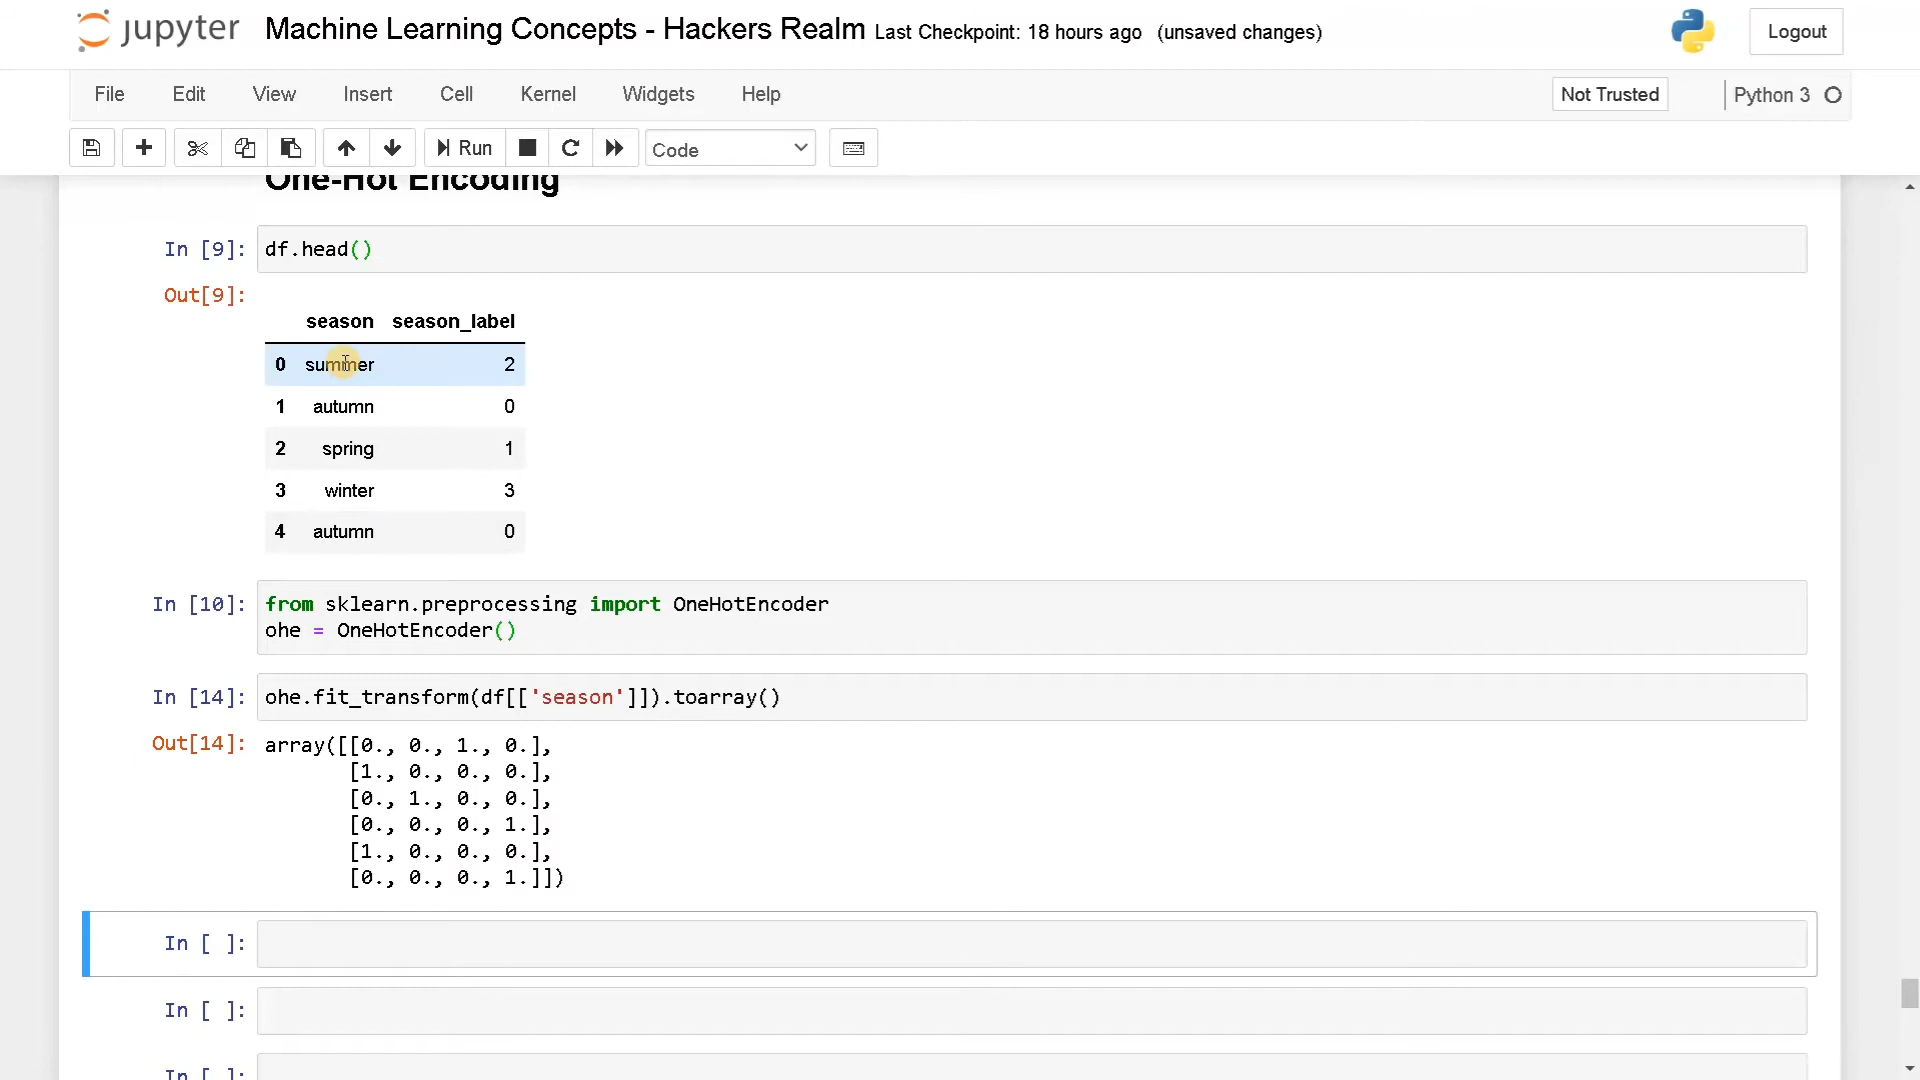 jupyter Machine Learning Concepts - Hackers Realm Last Checkpoint: 18 hours ago (unsaved changes) Logout
File Edit View Insert Cell Kernel Widgets Help Not Trusted Python 3
Run Code
One-Hot Encoding
In [9]: df.head()
Out[9]:
season season_label
0 summer 2
1 autumn 0
2 spring 1
3 winter 3
4 autumn 0
In [10]: from sklearn.preprocessing import OneHotEncoder
ohe = OneHotEncoder()
In [14]: ohe.fit_transform(df[['season']]).toarray()
Out[14]: array([[0., 0., 1., 0.],
[1., 0., 0., 0.],
[0., 1., 0., 0.],
[0., 0., 0., 1.],
[1., 0., 0., 0.],
[0., 0., 0., 1.]])
In [ ]:
In [ ]:
In [ ]: